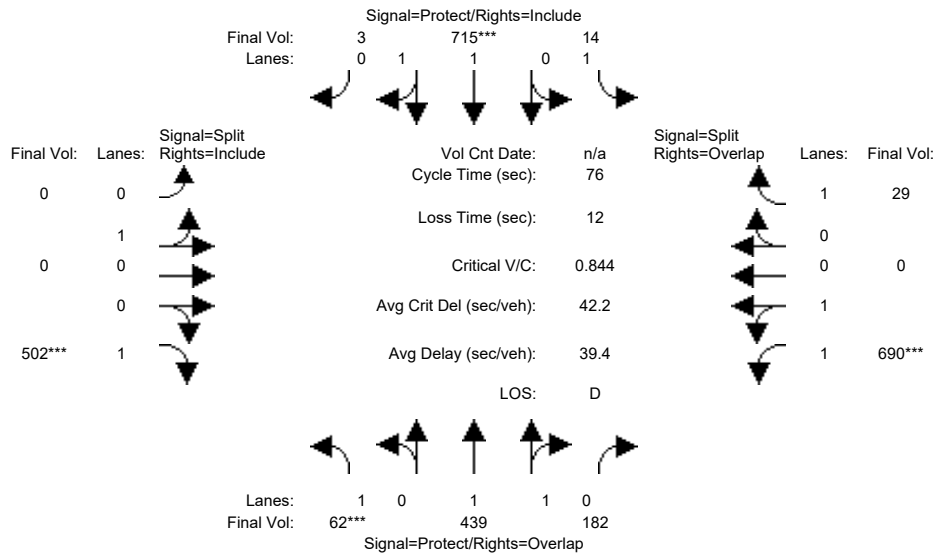 Signal=Protect/Rights=Include
Final Vol: 3 715*** 14
Lanes: 0 1 1 0 1
Signal=Split
Final Vol: Lanes: Rights=Include
Vol Cnt Date: n/a
Signal=Split
Rights=Overlap Lanes: Final Vol:
Cycle Time (sec): 76
0 0
1 29
Loss Time (sec): 12
1
0
0 0
Critical V/C: 0.844
0 0
0
Avg Crit Del (sec/veh): 42.2
1
502*** 1
Avg Delay (sec/veh): 39.4
1 690***
LOS: D
Lanes: 1 0 1 1 0
Final Vol: 62*** 439 182
Signal=Protect/Rights=Overlap